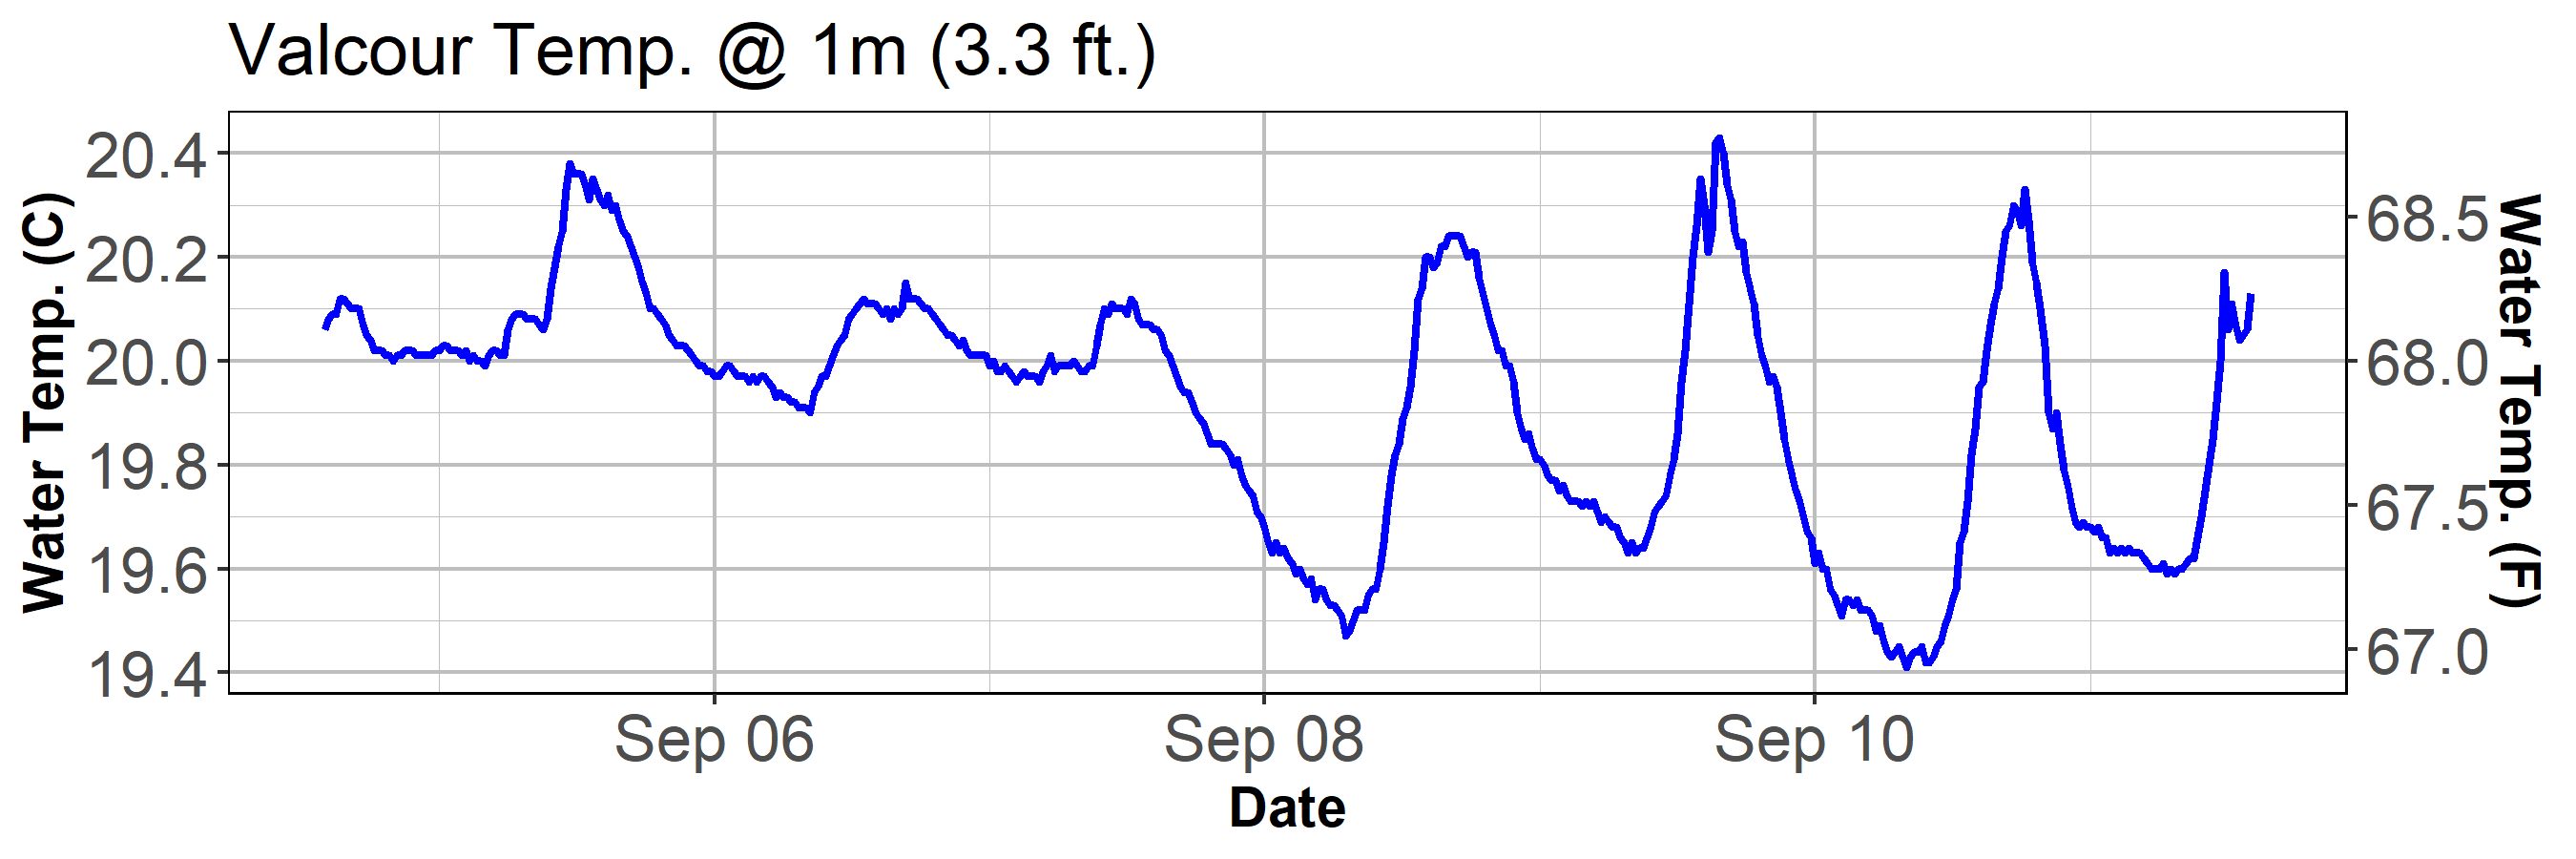 Valcour Temp. @ 1m (3.3 ft.)
Water Temp. (C)
20.4
20.2
20.0
19.8
19.6
19.4
68.5
68.0
67.5
67.0
Water Temp. (F)
Sep 06
Sep 08
Sep 10
Date